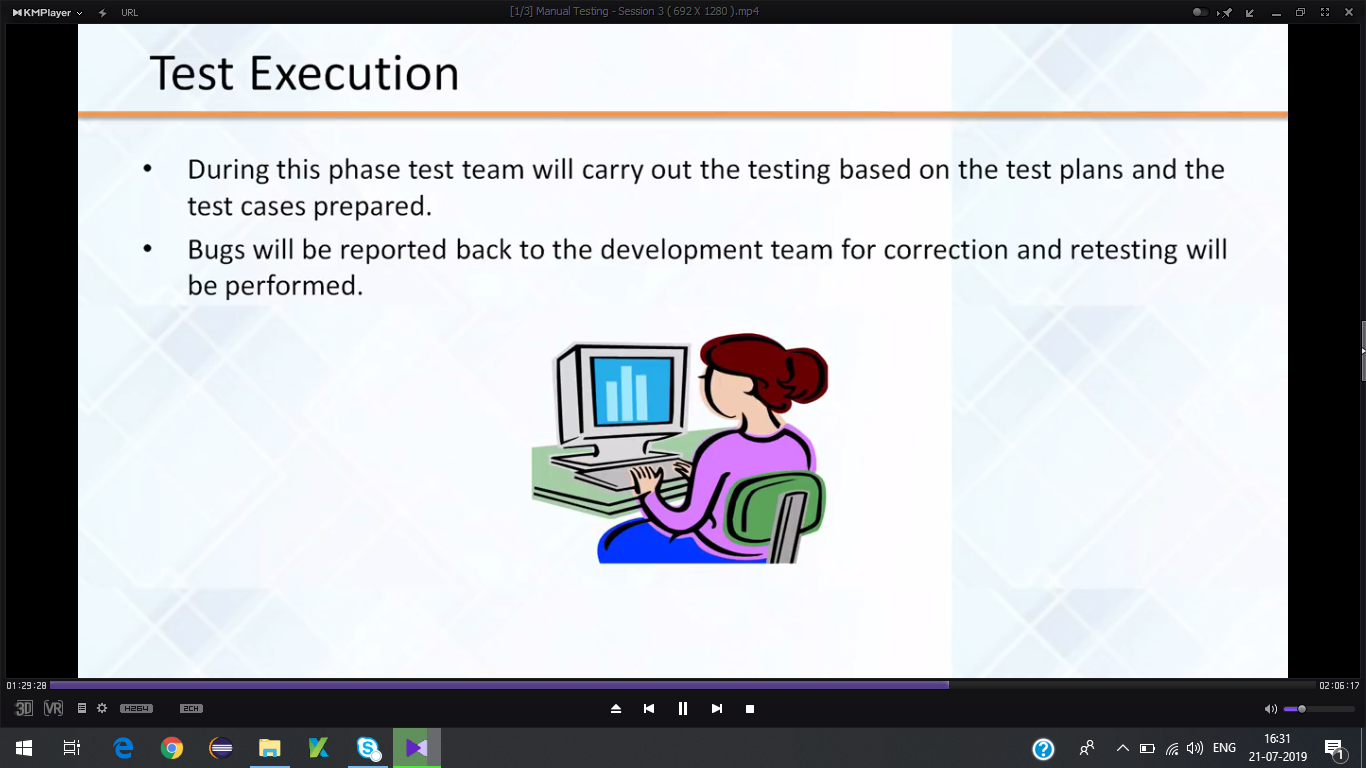 KMPlayer
URL
[1/3] Manual Testing - Session 3 ( 692 X 1280 ).mp4
Test Execution
• During this phase test team will carry out the testing based on the test plans and the
test cases prepared.
• Bugs will be reported back to the development team for correction and retesting will
be performed.
01:29:28
02:06:17
3D VR H264 2CH
ENG
16:31
21-07-2019
1